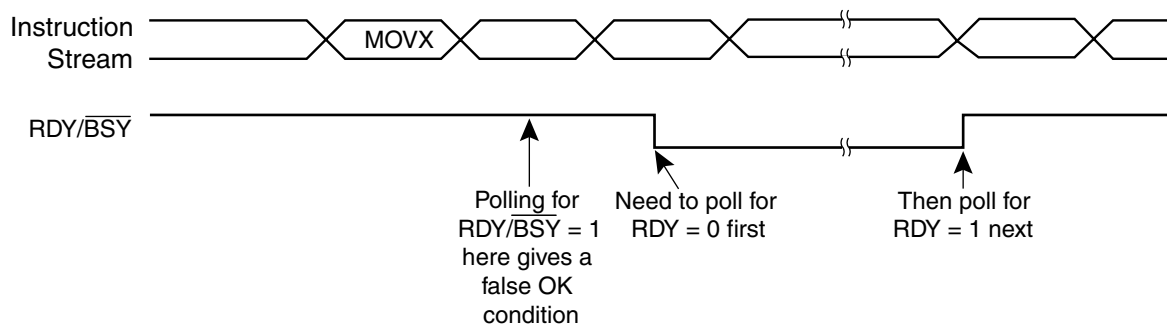 Instruction
Stream
MOVX
RDY/BSY
Polling for
RDY/BSY = 1
here gives a
false OK
condition
Need to poll for
RDY = 0 first
Then poll for
RDY = 1 next